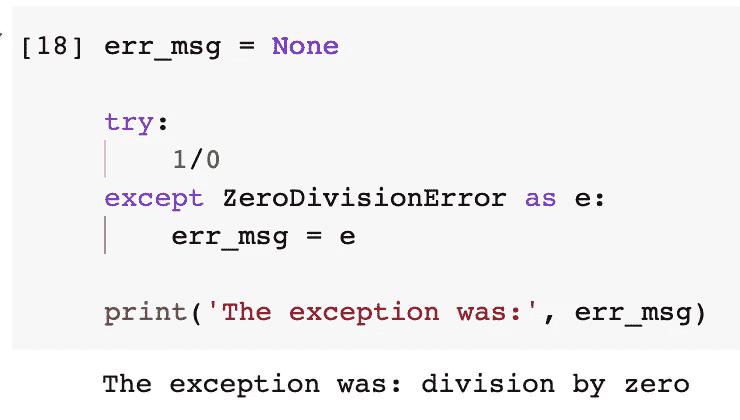 [18] err_msg = None
try:
1/0
except ZeroDivisionError as e:
err_msg = e
print('The exception was:', err_msg)
The exception was: division by zero